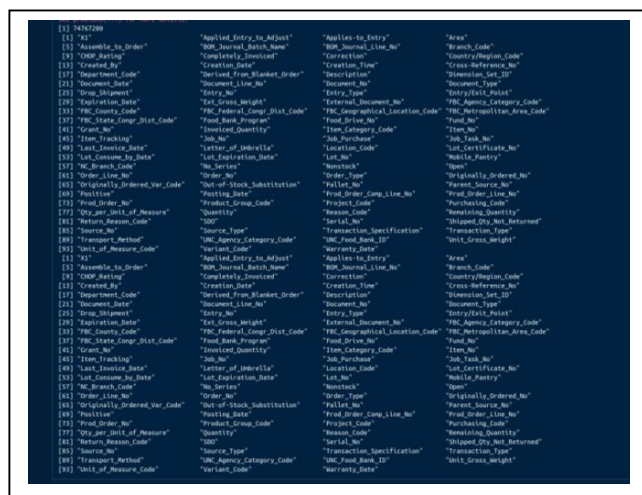 [1] 74767280
[1] "X1" "Applied_Entry_to_Adjust" "Applies-to_Entry" "Area"
[5] "Assemble_to_Order" "BOM_Journal_Batch_Name" "BOM_Journal_Line_No" "Branch_Code"
[9] "CHOP_Rating" "Completely_Invoiced" "Correction" "Country/Region_Code"
[13] "Created_By" "Creation_Date" "Creation_Time" "Cross-Reference_No"
[17] "Department_Code" "Derived_from_Blanket_Order" "Description" "Dimension_Set_ID"
[21] "Document_Date" "Document_Line_No" "Document_No" "Document_Type"
[25] "Drop_Shipment" "Entry_No" "Entry_Type" "Entry/Exit_Point"
[29] "Expiration_Date" "Ext_Gross_Weight" "External_Document_No" "FBC_Agency_Category_Code"
[33] "FBC_County_Code" "FBC_Federal_Congr_Dist_Code" "FBC_Geographical_Location_Code" "FBC_Metropolitan_Area_Code"
[37] "FBC_State_Congr_Dist_Code" "Food_Bank_Program" "Food_Drive_No" "Fund_No"
[41] "Grant_No" "Invoiced_Quantity" "Item_Category_Code" "Item_No"
[45] "Item_Tracking" "Job_No" "Job_Purchase" "Job_Task_No"
[49] "Last_Invoice_Date" "Letter_of_Umbrella" "Location_Code" "Lot_Certificate_No"
[53] "Lot_Consume_by_Date" "Lot_Expiration_Date" "Lot_No" "Mobile_Pantry"
[57] "NC_Branch_Code" "No_Series" "Nonstock" "Open"
[61] "Order_Line_No" "Order_No" "Order_Type" "Originally_Ordered_No"
[65] "Originally_Ordered_Var_Code" "Out-of-Stock_Substitution" "Pallet_No" "Parent_Source_No"
[69] "Positive" "Posting_Date" "Prod_Order_Comp_Line_No" "Prod_Order_Line_No"
[73] "Prod_Order_No" "Product_Group_Code" "Project_Code" "Purchasing_Code"
[77] "Qty_per_Unit_of_Measure" "Quantity" "Reason_Code" "Remaining_Quantity"
[81] "Return_Reason_Code" "SDO" "Serial_No" "Shipped_Qty_Not_Returned"
[85] "Source_No" "Source_Type" "Transaction_Specification" "Transaction_Type"
[89] "Transport_Method" "UNC_Agency_Category_Code" "UNC_Food_Bank_ID" "Unit_Gross_Weight"
[93] "Unit_of_Measure_Code" "Variant_Code" "Warranty_Date"
[1] "X1" "Applied_Entry_to_Adjust" "Applies-to_Entry" "Area"
[5] "Assemble_to_Order" "BOM_Journal_Batch_Name" "BOM_Journal_Line_No" "Branch_Code"
[9] "CHOP_Rating" "Completely_Invoiced" "Correction" "Country/Region_Code"
[13] "Created_By" "Creation_Date" "Creation_Time" "Cross-Reference_No"
[17] "Department_Code" "Derived_from_Blanket_Order" "Description" "Dimension_Set_ID"
[21] "Document_Date" "Document_Line_No" "Document_No" "Document_Type"
[25] "Drop_Shipment" "Entry_No" "Entry_Type" "Entry/Exit_Point"
[29] "Expiration_Date" "Ext_Gross_Weight" "External_Document_No" "FBC_Agency_Category_Code"
[33] "FBC_County_Code" "FBC_Federal_Congr_Dist_Code" "FBC_Geographical_Location_Code" "FBC_Metropolitan_Area_Code"
[37] "FBC_State_Congr_Dist_Code" "Food_Bank_Program" "Food_Drive_No" "Fund_No"
[41] "Grant_No" "Invoiced_Quantity" "Item_Category_Code" "Item_No"
[45] "Item_Tracking" "Job_No" "Job_Purchase" "Job_Task_No"
[49] "Last_Invoice_Date" "Letter_of_Umbrella" "Location_Code" "Lot_Certificate_No"
[53] "Lot_Consume_by_Date" "Lot_Expiration_Date" "Lot_No" "Mobile_Pantry"
[57] "NC_Branch_Code" "No_Series" "Nonstock" "Open"
[61] "Order_Line_No" "Order_No" "Order_Type" "Originally_Ordered_No"
[65] "Originally_Ordered_Var_Code" "Out-of-Stock_Substitution" "Pallet_No" "Parent_Source_No"
[69] "Positive" "Posting_Date" "Prod_Order_Comp_Line_No" "Prod_Order_Line_No"
[73] "Prod_Order_No" "Product_Group_Code" "Project_Code" "Purchasing_Code"
[77] "Qty_per_Unit_of_Measure" "Quantity" "Reason_Code" "Remaining_Quantity"
[81] "Return_Reason_Code" "SDO" "Serial_No" "Shipped_Qty_Not_Returned"
[85] "Source_No" "Source_Type" "Transaction_Specification" "Transaction_Type"
[89] "Transport_Method" "UNC_Agency_Category_Code" "UNC_Food_Bank_ID" "Unit_Gross_Weight"
[93] "Unit_of_Measure_Code" "Variant_Code" "Warranty_Date"